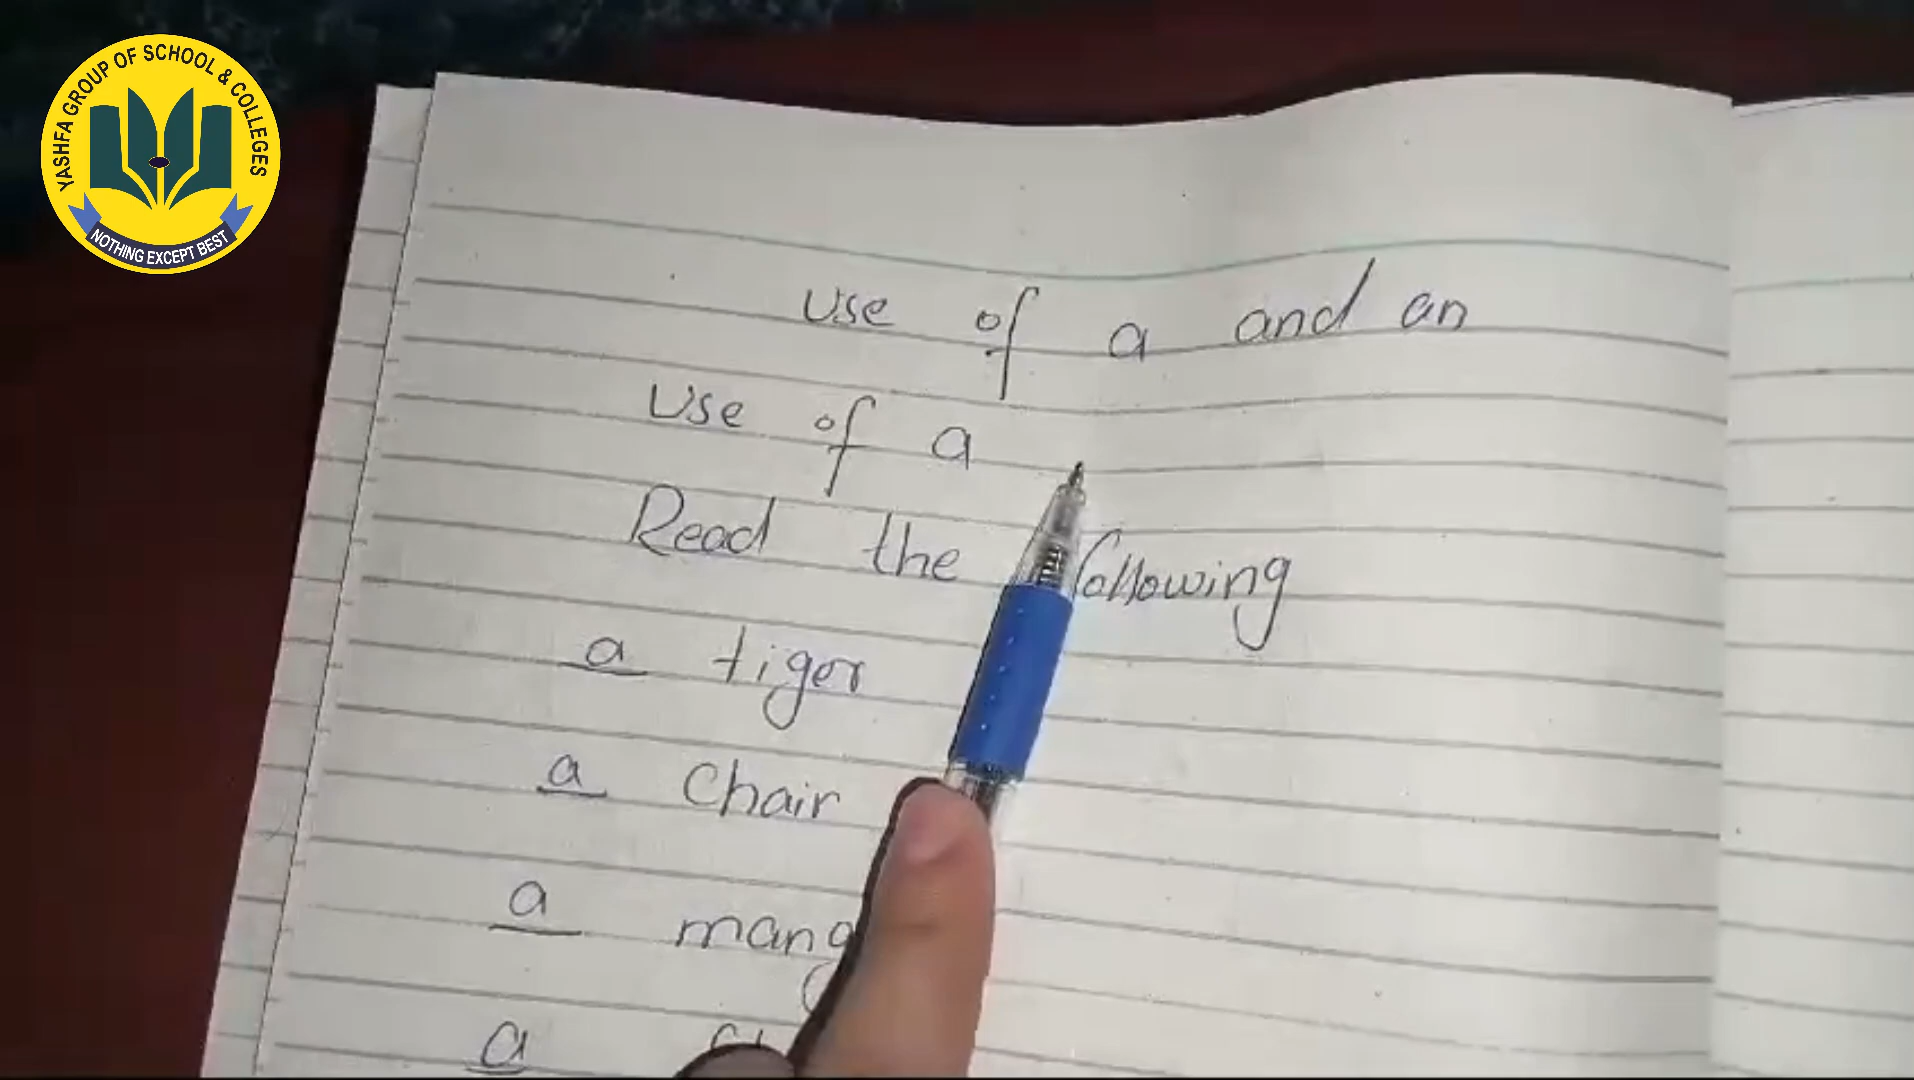 YASHFA GROUP OF SCHOOL & COLLEGES
NOTHING EXCEPT BEST
Use of a and an
Use of a
Read the following
a tiger
a Chair
a mang
a